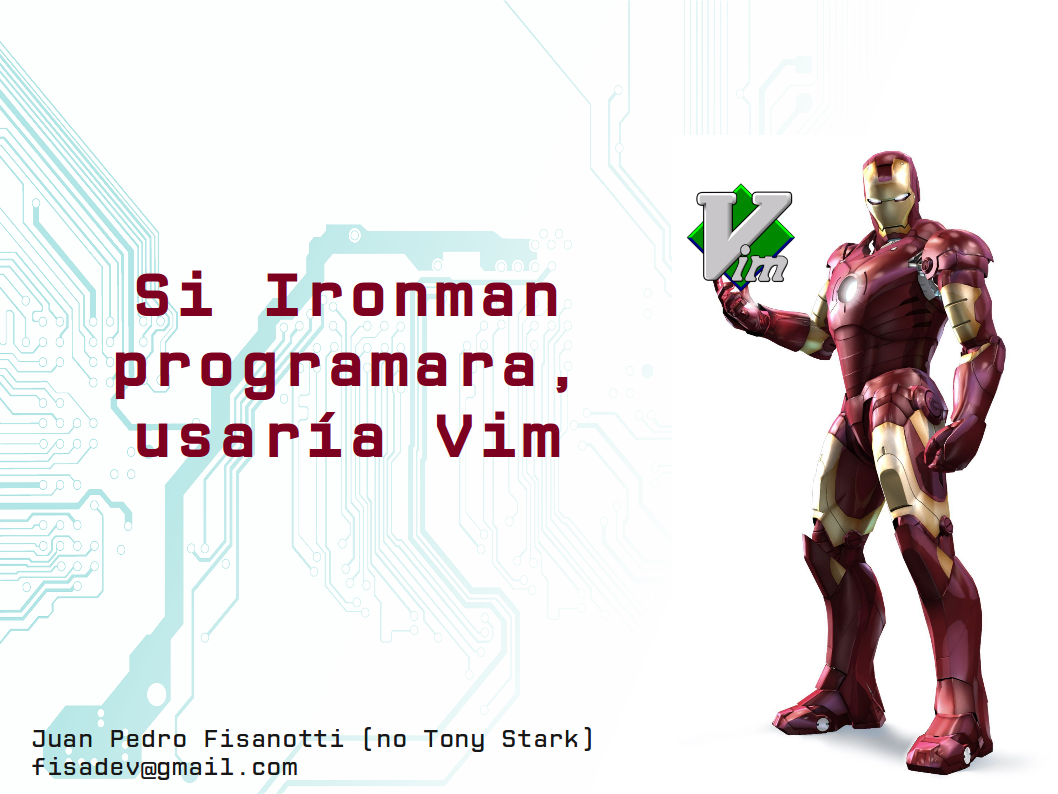 Vim
Si Ironman
programara,
usaría Vim
Juan Pedro Fisanotti (no Tony Stark)
fisadev@gmail.com